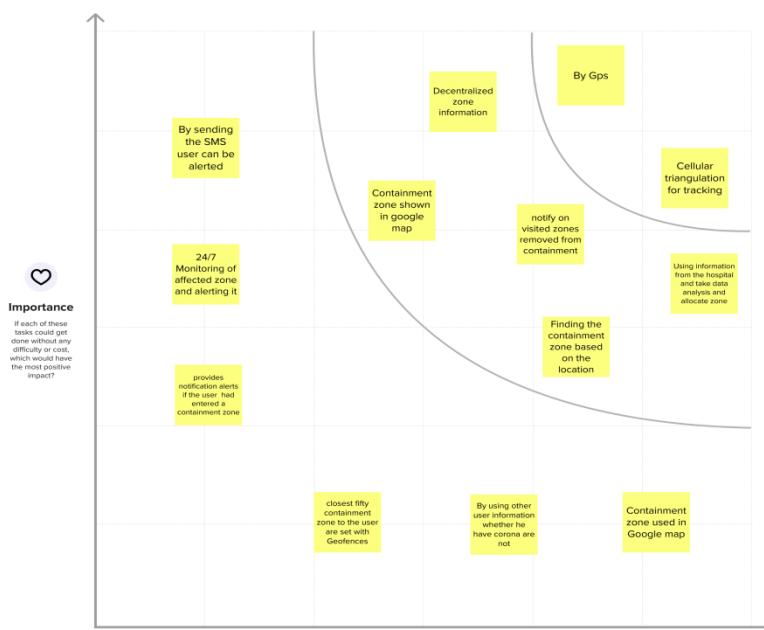 By Gps
Decentralized
zone
information
By sending
the SMS
user can be
alerted
Cellular
triangulation
for tracking
Containment
zone shown
in google
map
notify on
visited zones
removed from
containment
24/7
Monitoring of
affected zone
and alerting it
Using information
from the hospital
and take data
analysis and
allocate zone
Importance
If each of these
tasks could get
done without any
difficulty or cost,
which would have
the most positive
impact?
Finding the
containment
zone based
on the
location
provides
notification alerts
if the user had
entered a
containment zone
closest fifty
containment
zone to the user
are set with
Geofences
By using other
user information
whether he
have corona are
not
Containment
zone used in
Google map